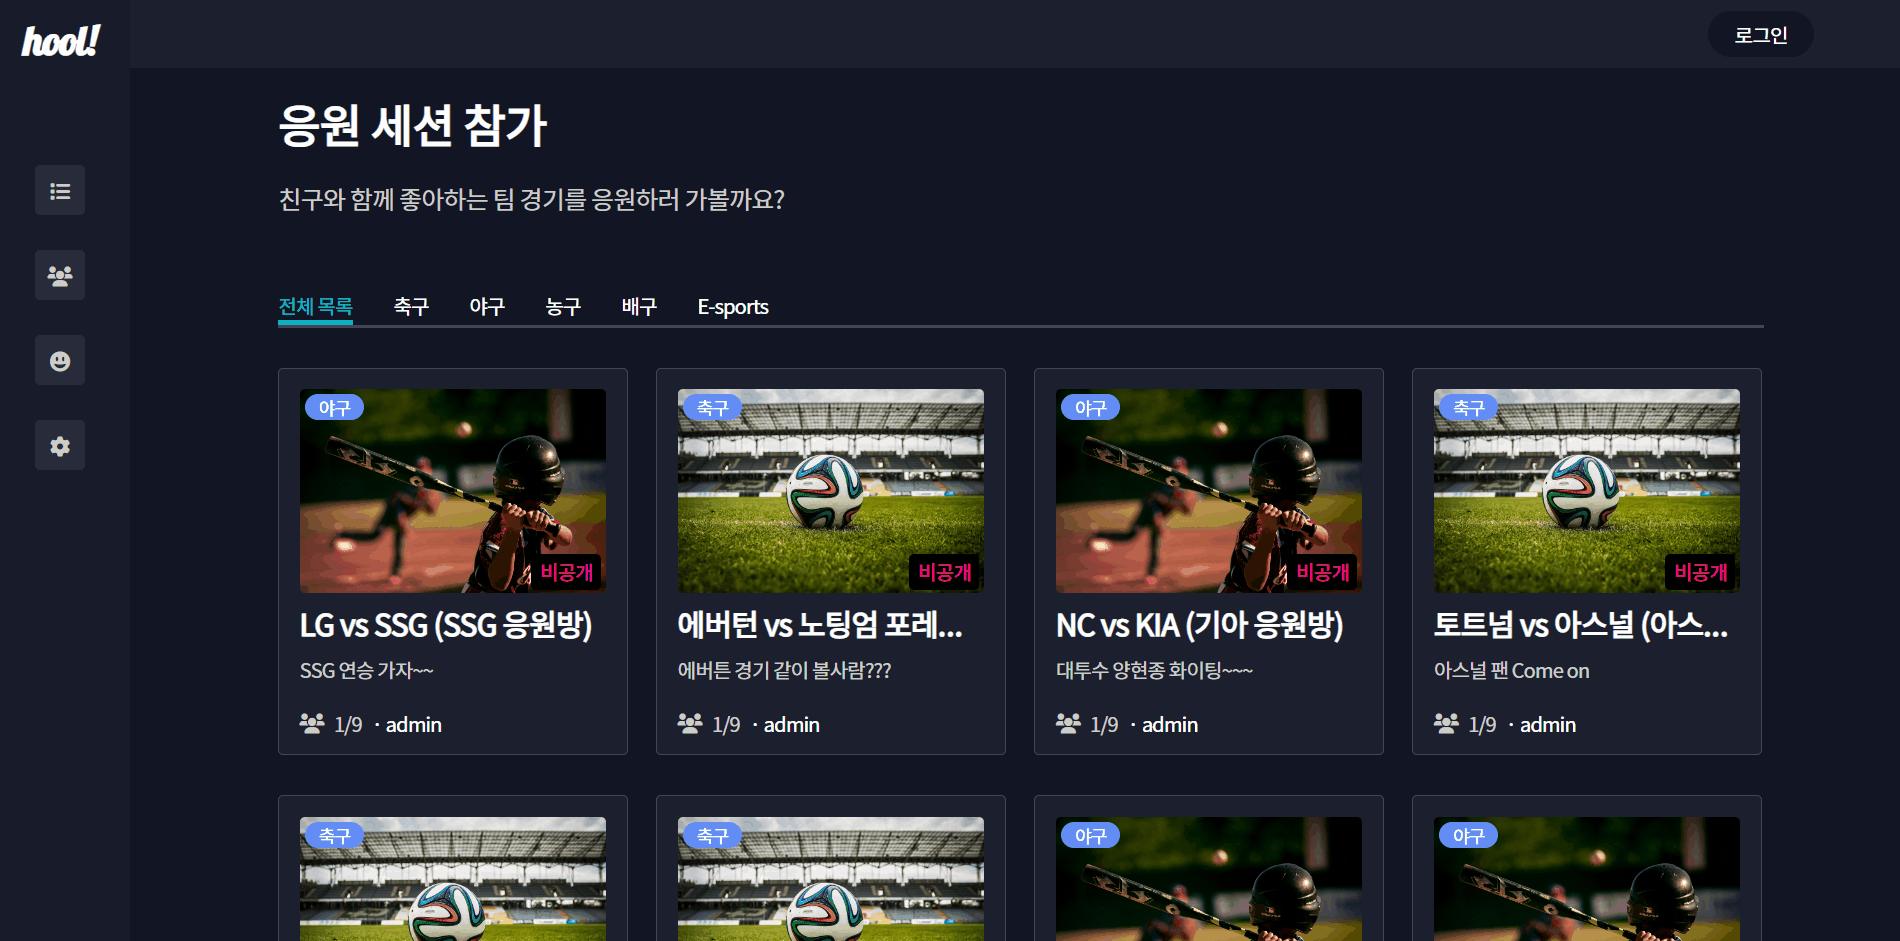 hool!
로그인
응원 세션 참가
친구와 함께 좋아하는 팀 경기를 응원하러 가볼까요?
전체 목록 축구 야구 농구 배구 E-sports
야구
비공개
LG vs SSG (SSG 응원방)
SSG 연승 가자~~
1/9 · admin
축구
비공개
에버턴 vs 노팅엄 포레...
에버튼 경기 같이 볼사람???
1/9 · admin
야구
비공개
NC vs KIA (기아 응원방)
대투수 양현종 화이팅~~~
1/9 · admin
축구
비공개
토트넘 vs 아스널 (아스...
아스널 팬 Come on
1/9 · admin
축구
축구
야구
야구